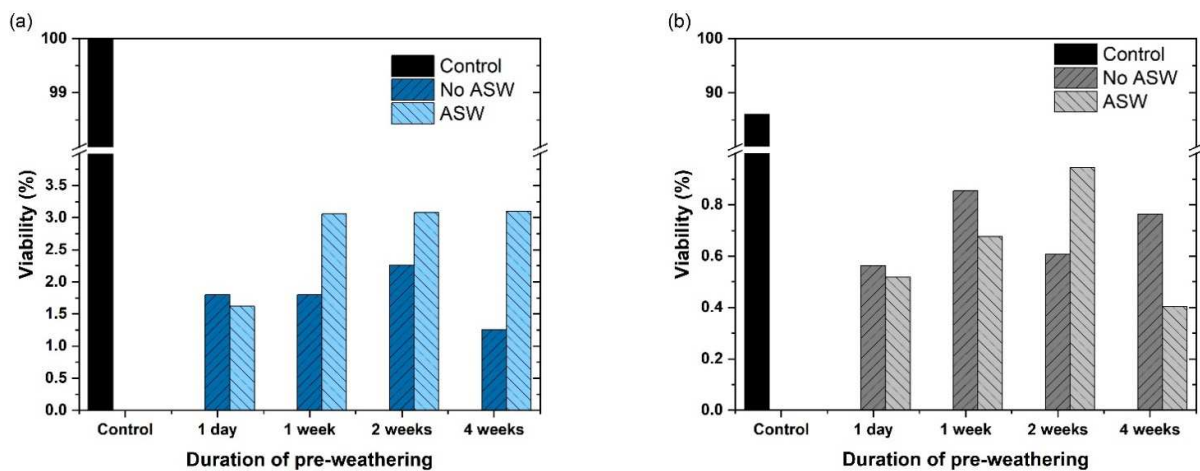 (a)
100
99
3.5
3.0
2.5
2.0
1.5
1.0
0.5
0.0
Viability (%)
Control
No ASW
ASW
Control 1 day 1 week 2 weeks 4 weeks
Duration of pre-weathering
(b)
100
90
0.8
0.6
0.4
0.2
0.0
Viability (%)
Control
No ASW
ASW
Control 1 day 1 week 2 weeks 4 weeks
Duration of pre-weathering